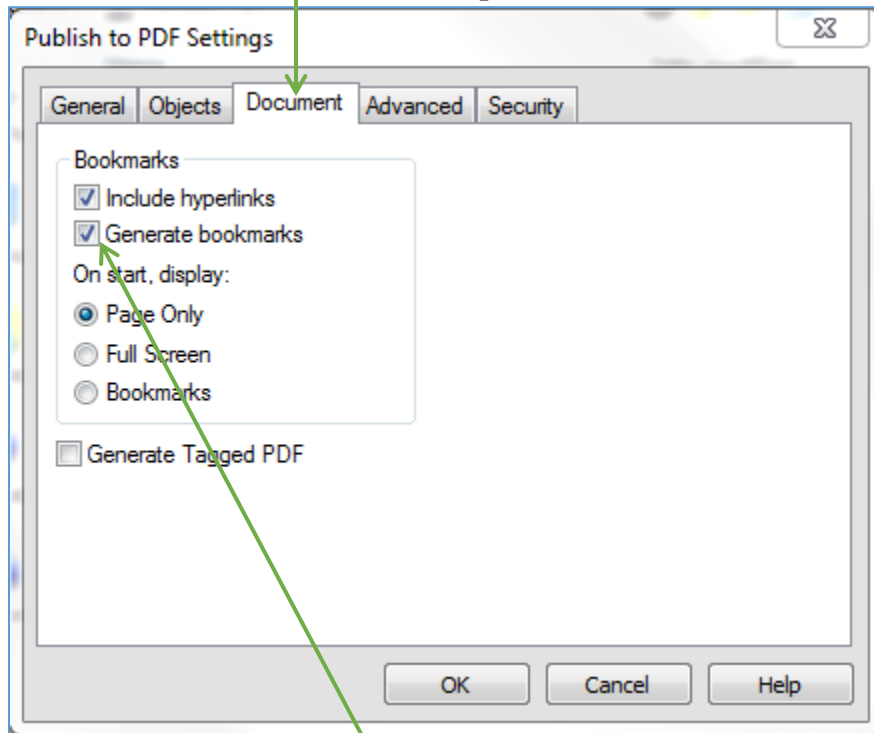 Publish to PDF Settings
General Objects Document Advanced Security
Bookmarks
Include hyperlinks
Generate bookmarks
On start, display:
Page Only
Full Screen
Bookmarks
Generate Tagged PDF
OK Cancel Help